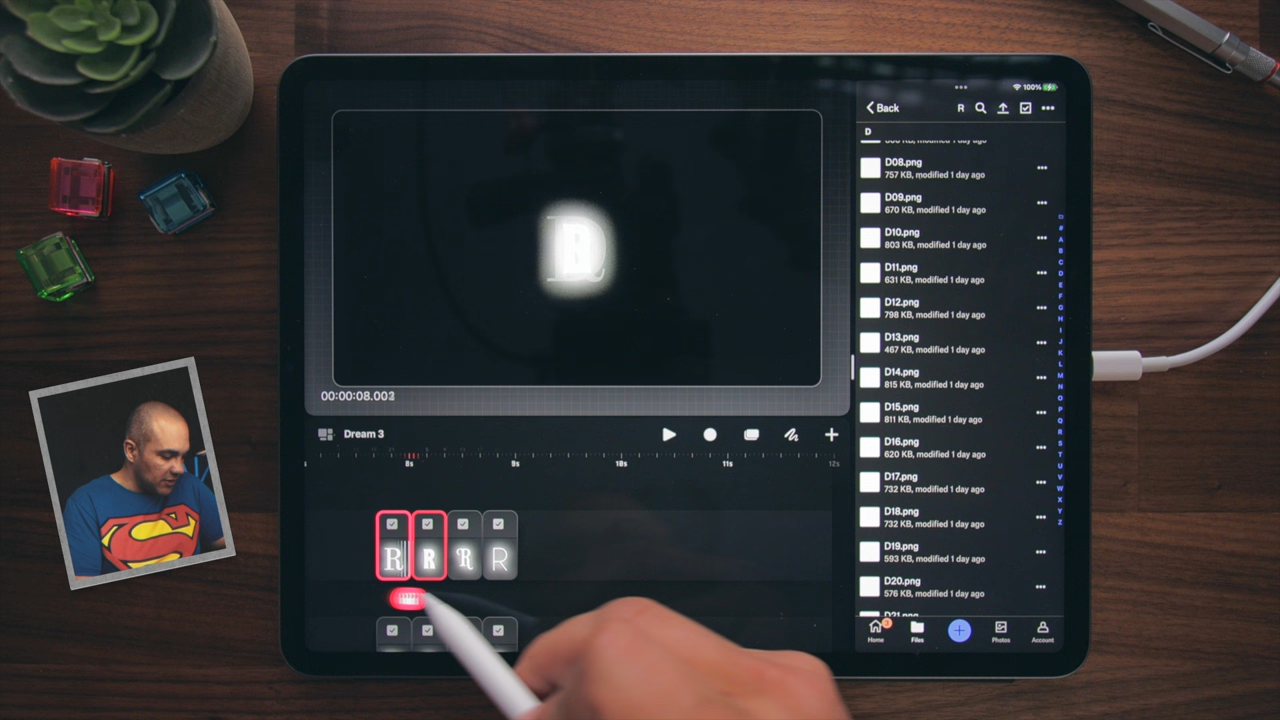 100%
Back
R
D
D08.png
757 KB, modified 1 day ago
D09.png
670 KB, modified 1 day ago
D10.png
803 KB, modified 1 day ago
D11.png
631 KB, modified 1 day ago
D12.png
798 KB, modified 1 day ago
D13.png
467 KB, modified 1 day ago
D14.png
815 KB, modified 1 day ago
D15.png
811 KB, modified 1 day ago
D16.png
620 KB, modified 1 day ago
D17.png
732 KB, modified 1 day ago
D18.png
732 KB, modified 1 day ago
D19.png
593 KB, modified 1 day ago
D20.png
576 KB, modified 1 day ago
#
A
B
C
D
E
F
G
H
I
J
K
L
M
N
O
P
Q
R
S
T
U
V
W
X
Y
Z
3
Home
Files
Photos
Account
Dream 3
8s
9s
10s
11s
12s
R R R R